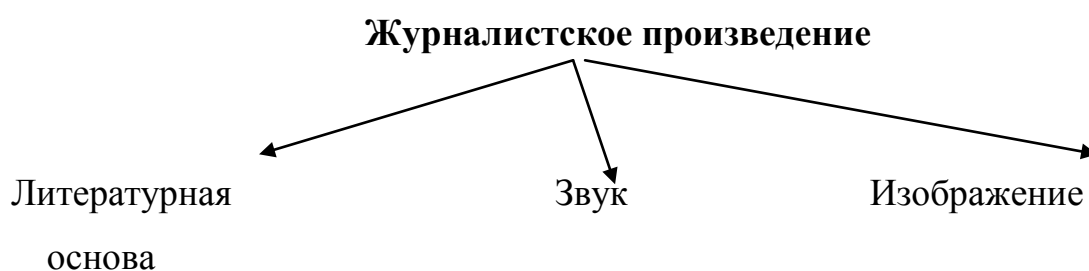 Журналистское произведение
Литературная Звук Изображение
основа